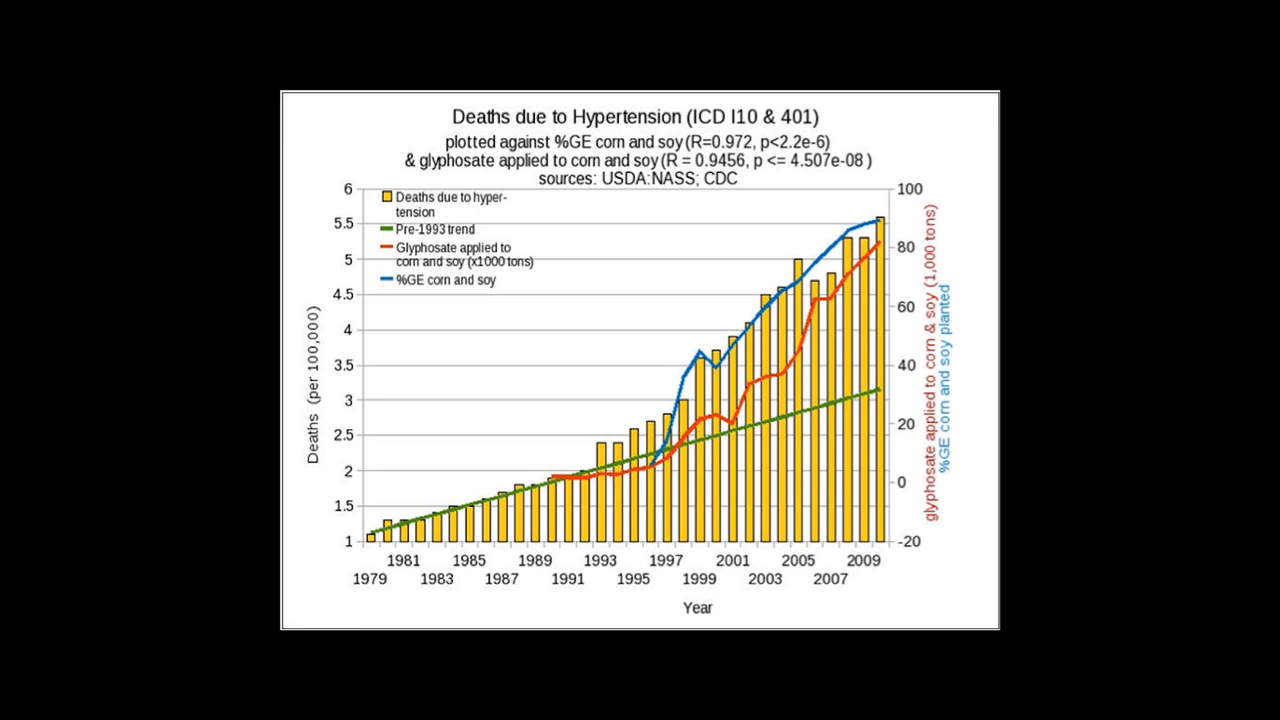 Deaths due to Hypertension (ICD I10 & 401)
plotted against %GE corn and soy (R=0.972, p<2.2e-6)
& glyphosate applied to corn and soy (R = 0.9456, p <= 4.507e-08 )
sources: USDA:NASS; CDC
Deaths due to hyper-
tension
Pre-1993 trend
Glyphosate applied to
corn and soy (x1000 tons)
%GE corn and soy
6
5.5
5
4.5
4
3.5
3
2.5
2
1.5
1
Deaths (per 100,000)
100
80
60
40
20
0
-20
glyphosate applied to corn & soy (1,000 tons)
%GE corn and soy planted
1981 1985 1989 1993 1997 2001 2005 2009
1979 1983 1987 1991 1995 1999 2003 2007
Year